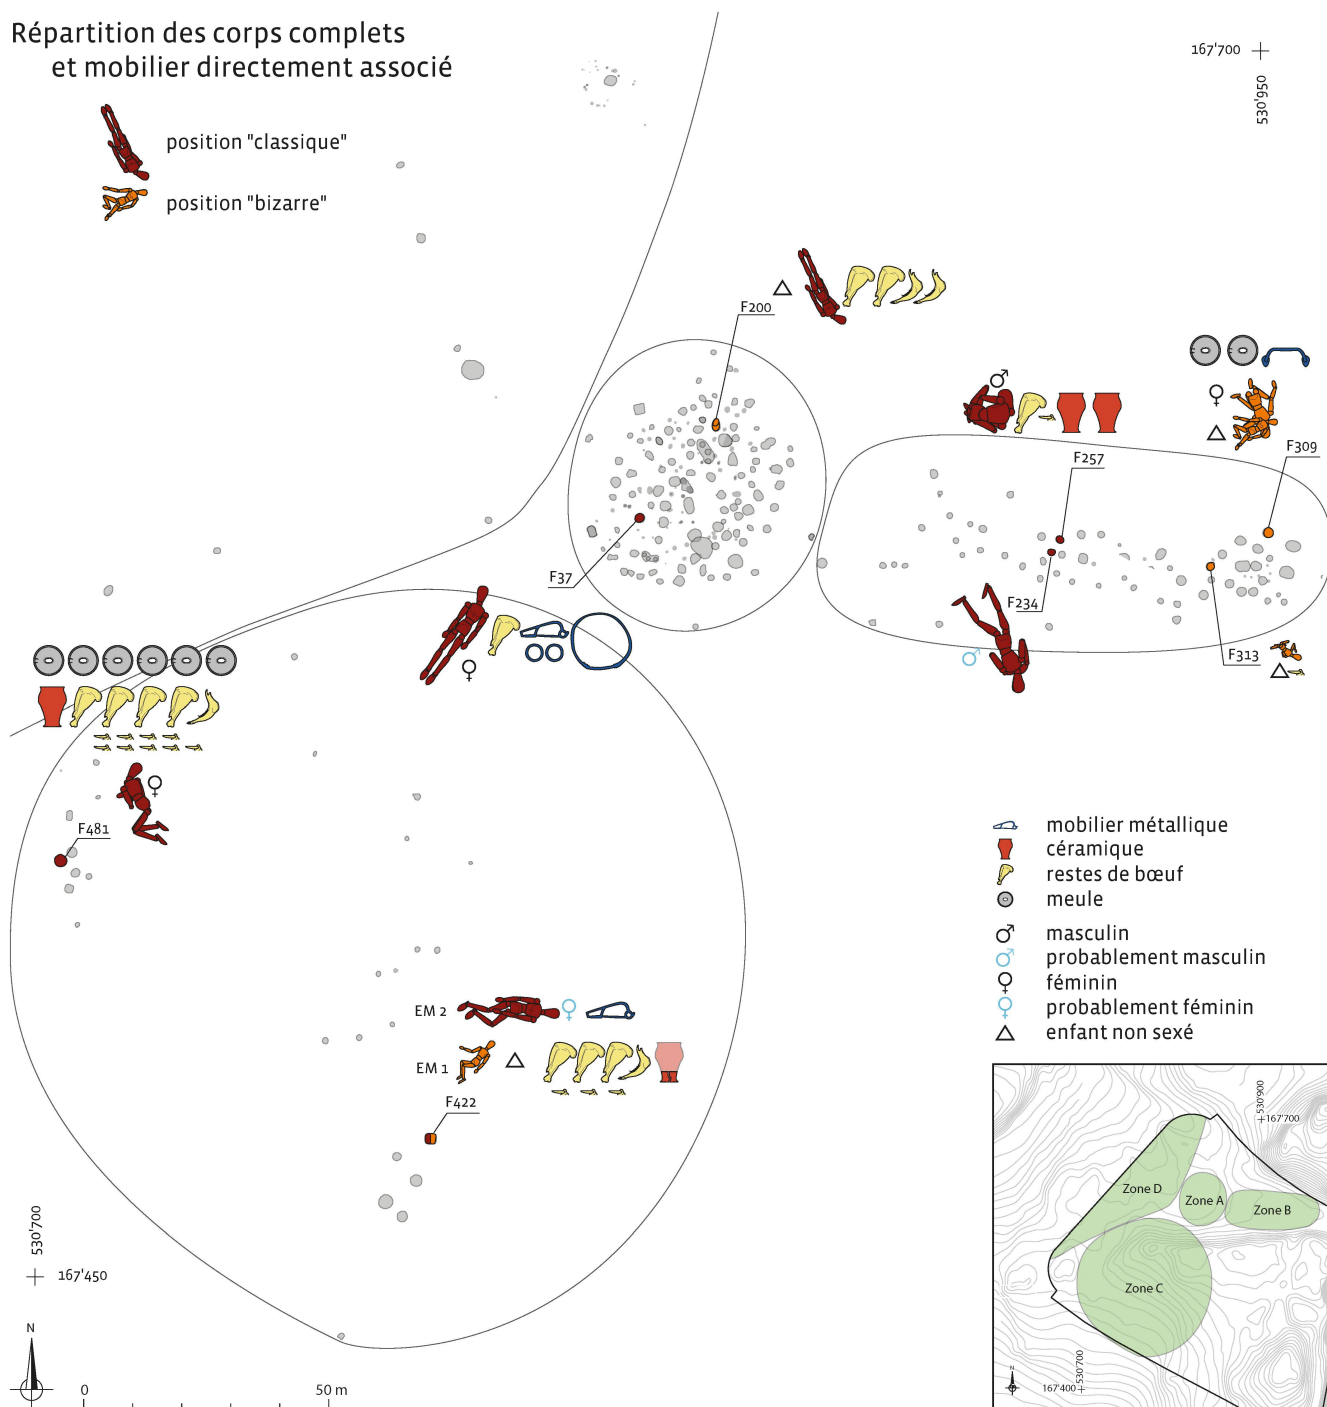 Répartition des corps complets
et mobilier directement associé
position "classique"
position "bizarre"
167'700
530'950
F200
F257
F309
F37
F234
F313
F481
EM 2
EM 1
F422
mobilier métallique
céramique
restes de bœuf
meule
masculin
probablement masculin
féminin
probablement féminin
enfant non sexé
530'700
167'450
N
0
50 m
530'900
167'700
Zone D
Zone A
Zone B
Zone C
N
530'700
167'400